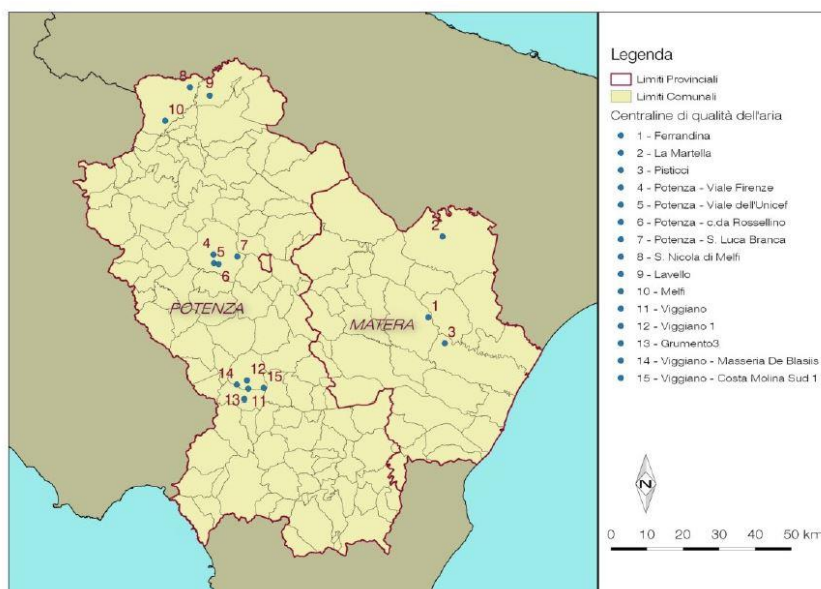 8
9
10
2
4
5
7
6
POTENZA
1
MATERA
3
12
14
15
13
11
Legenda
Limiti Provinciali
Limiti Comunali
Centraline di qualità dell'aria
1 - Ferrandina
2 - La Martella
3 - Pisticci
4 - Potenza - Viale Firenze
5 - Potenza - Viale dell'Unicef
6 - Potenza - c.da Rossellino
7 - Potenza - S. Luca Branca
8 - S. Nicola di Melfi
9 - Lavello
10 - Melfi
11 - Viggiano
12 - Viggiano 1
13 - Grumento3
14 - Viggiano - Masseria De Blasiis
15 - Viggiano - Costa Molina Sud 1
N
0 10 20 30 40 50 km